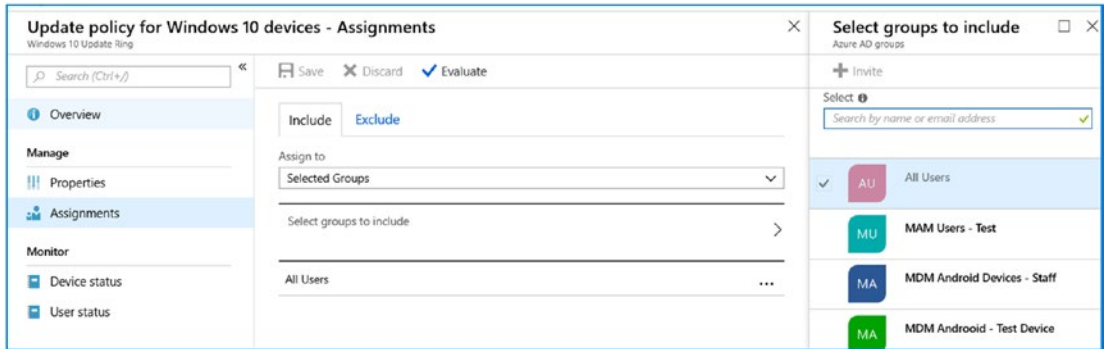 Update policy for Windows 10 devices - Assignments
Windows 10 Update Ring
Search (Ctrl+/)
Overview
Manage
Properties
Assignments
Monitor
Device status
User status
Save Discard Evaluate
Include Exclude
Assign to
Selected Groups
Select groups to include
All Users
...
Select groups to include
Azure AD groups
Invite
Select
Search by name or email address
AU All Users
MU MAM Users - Test
MA MDM Android Devices - Staff
MA MDM Androoid - Test Device